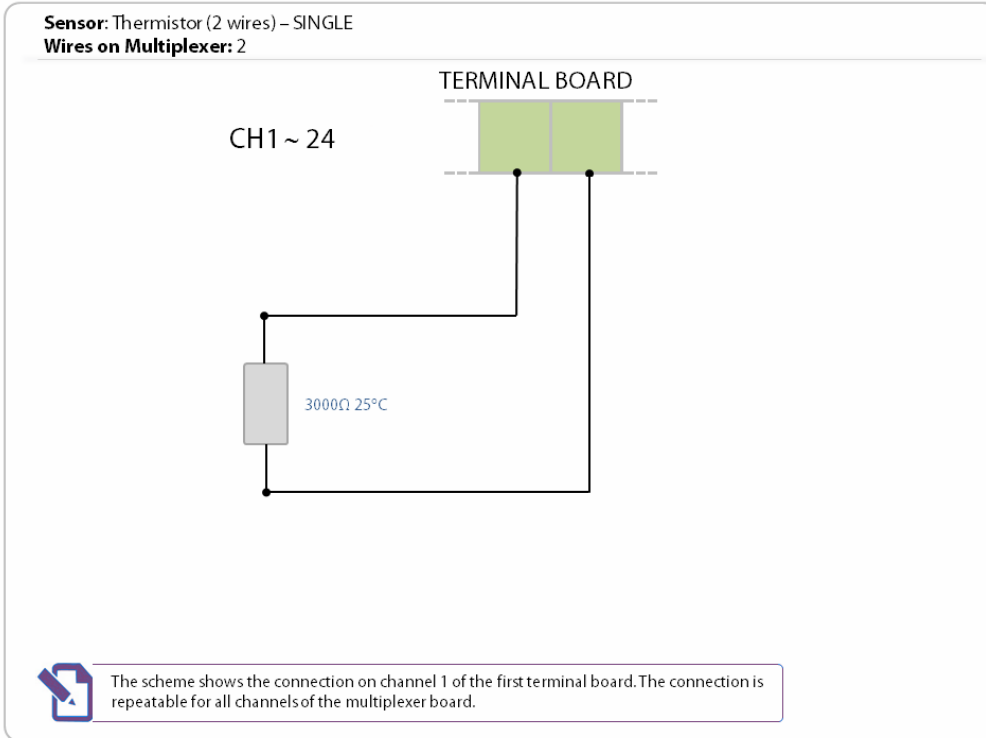 Sensor: Thermistor (2 wires) – SINGLE
Wires on Multiplexer: 2
TERMINAL BOARD
CH1 ~ 24
3000Ω 25°C
The scheme shows the connection on channel 1 of the first terminal board. The connection is
repeatable for all channels of the multiplexer board.